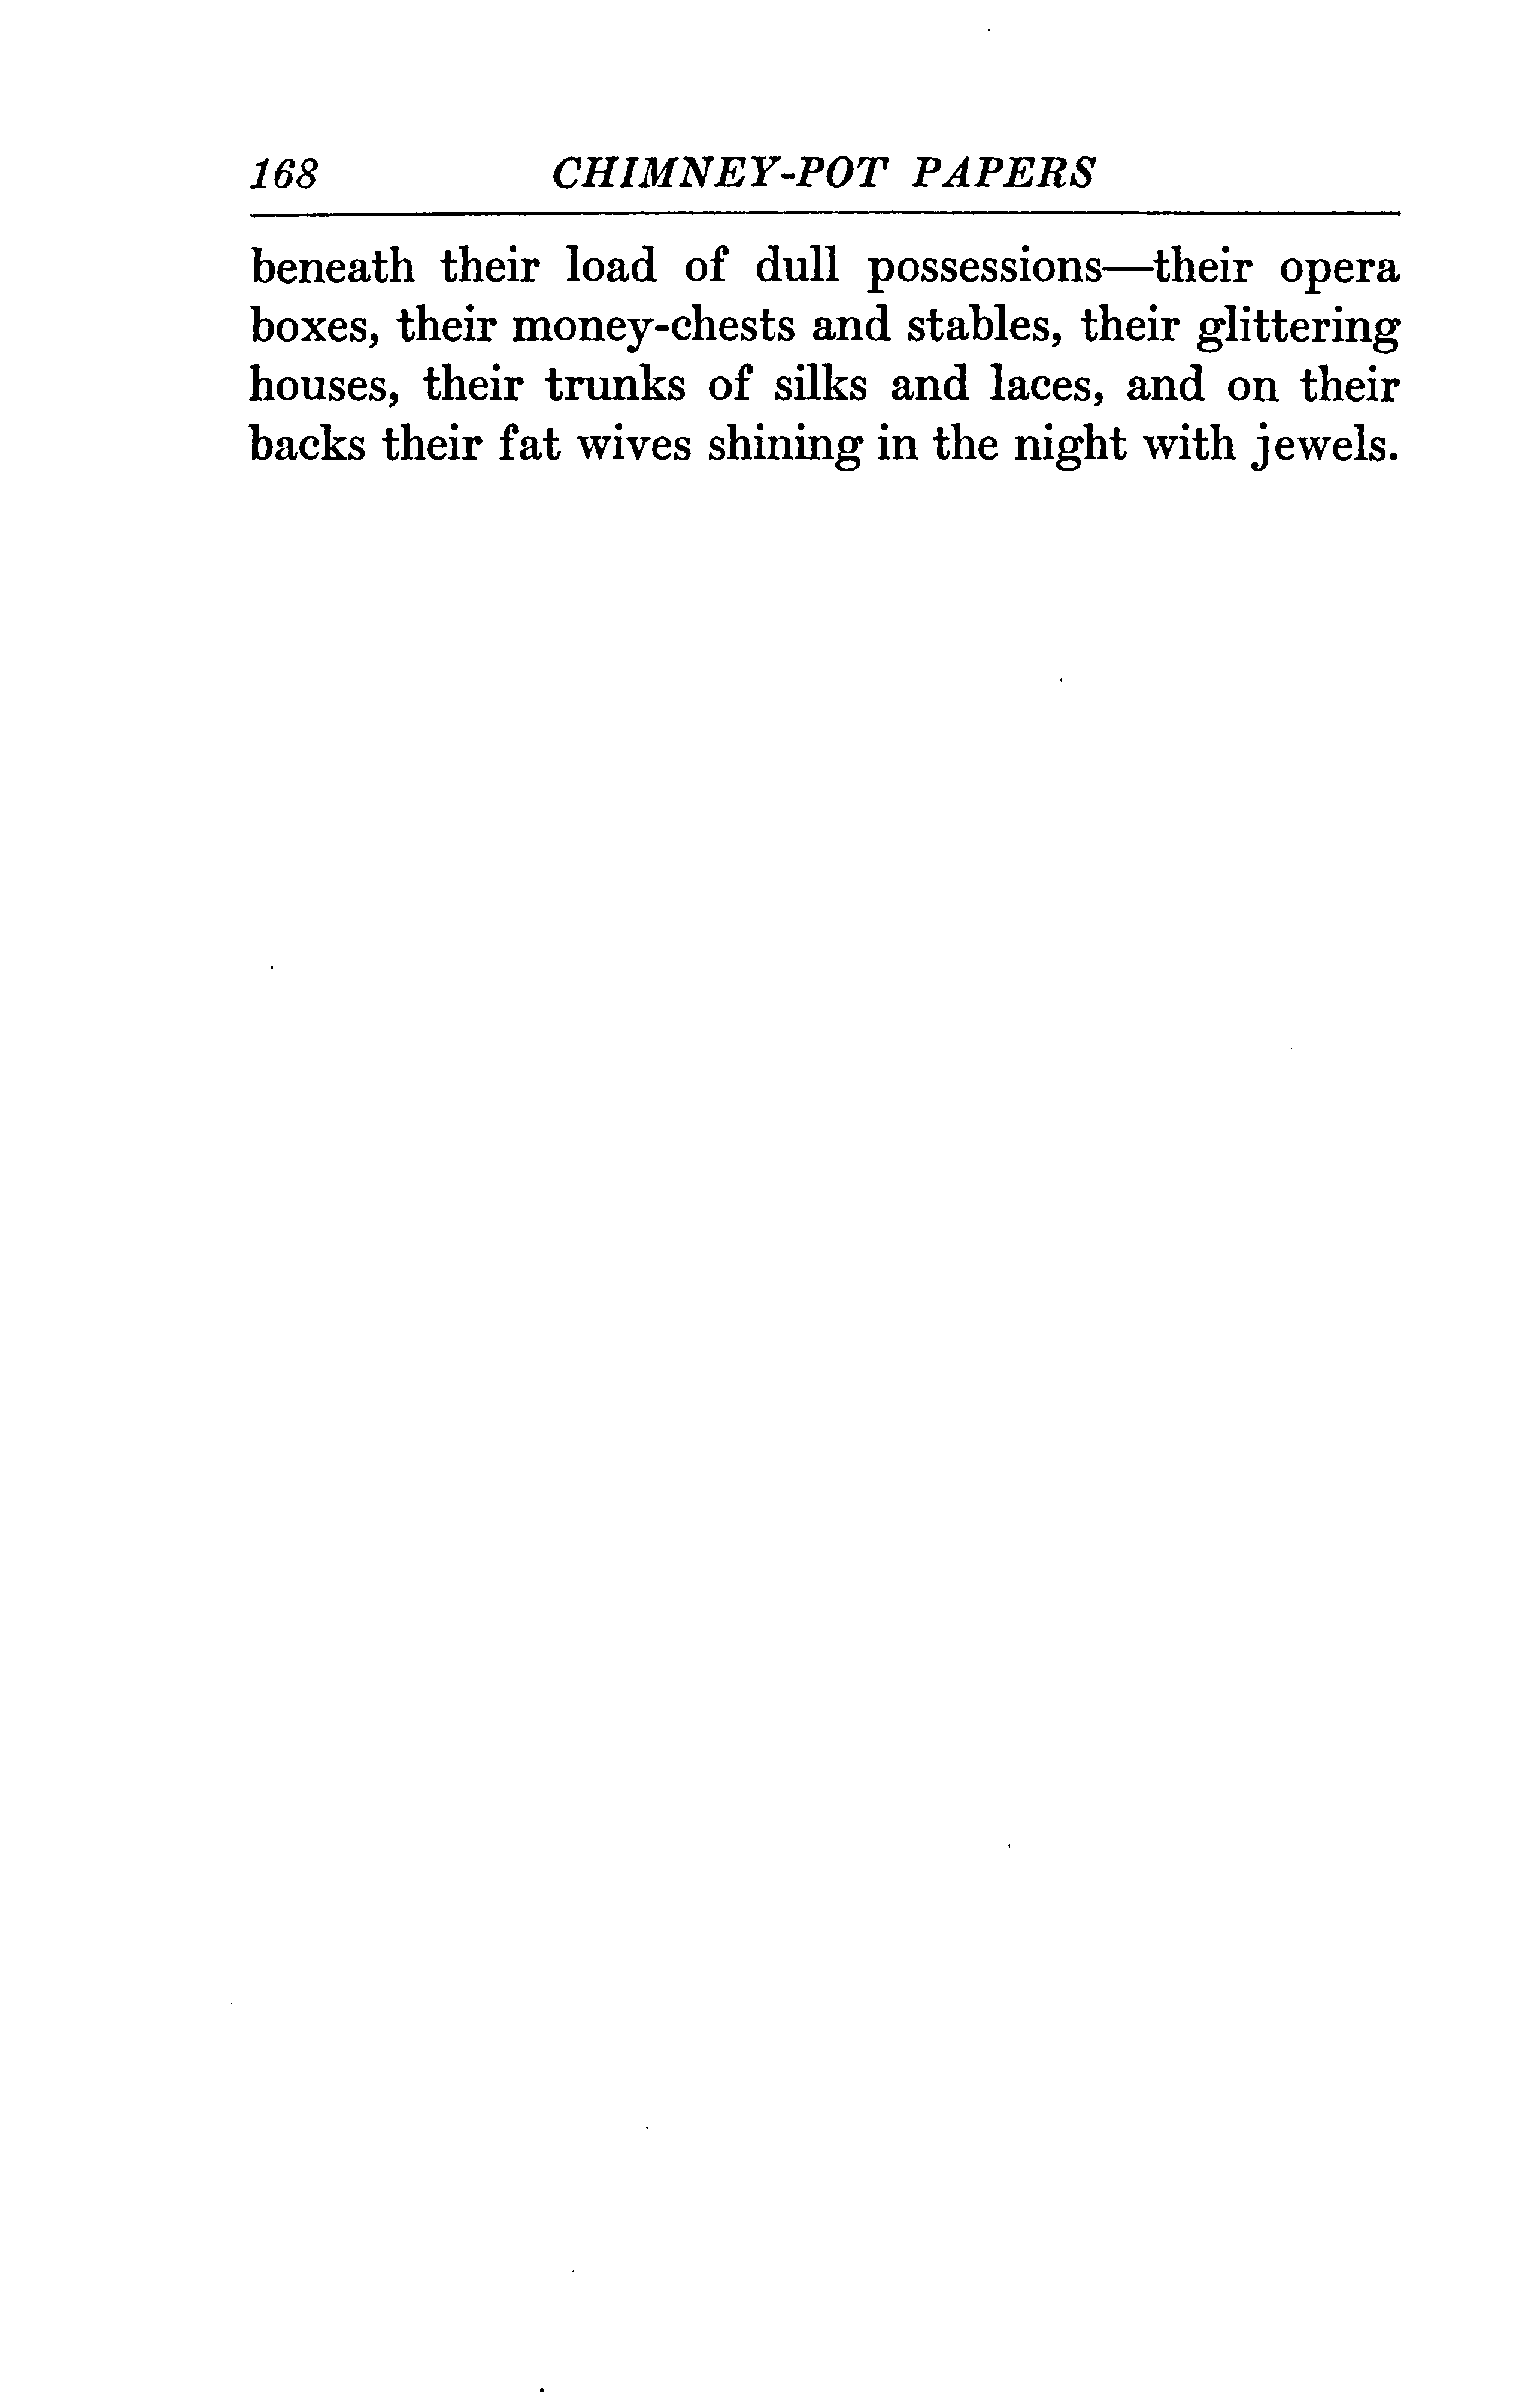 168 CHIMNEY-POT PAPERS
beneath their load of dull possessions—their opera
boxes, their money-chests and stables, their glittering
houses, their trunks of silks and laces, and on their
backs their fat wives shining in the night with jewels.